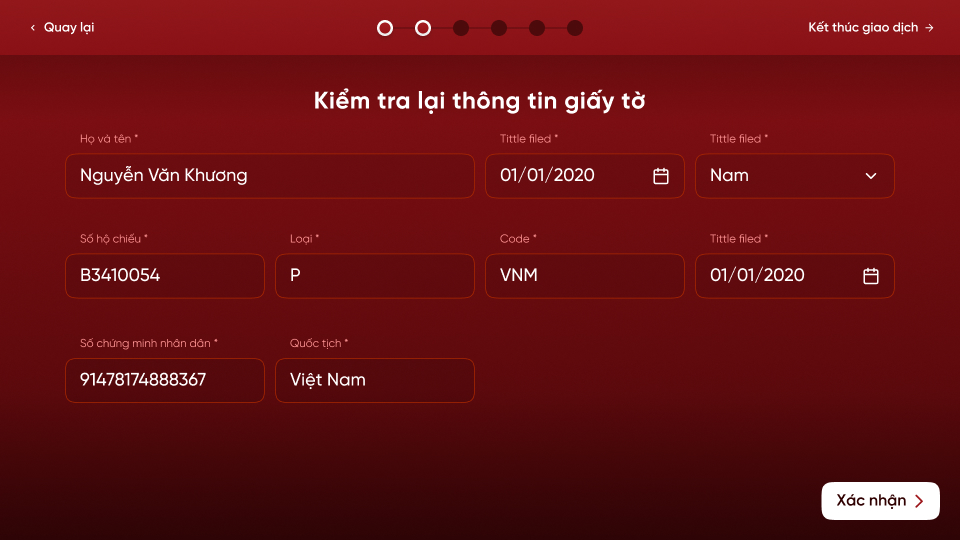 Quay lại
Kết thúc giao dịch
Kiểm tra lại thông tin giấy tờ
Họ và tên *
Tittle filed *
Tittle filed *
Nguyễn Văn Khương
01/01/2020
Nam
Số hộ chiếu *
Loại *
Code *
Tittle filed *
B3410054
P
VNM
01/01/2020
Số chứng minh nhân dân *
Quốc tịch *
91478174888367
Việt Nam
Xác nhận